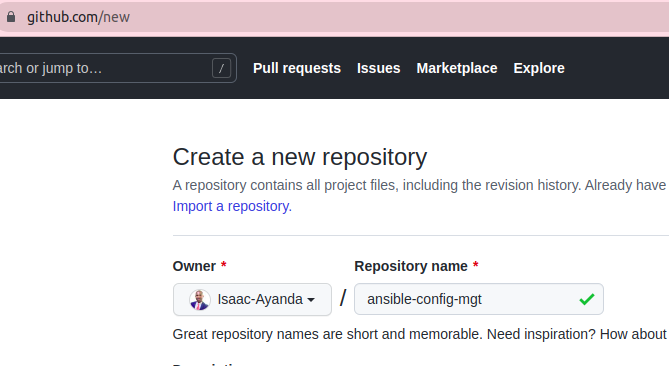 github.com/new
rch or jump to… / Pull requests Issues Marketplace Explore
Create a new repository
A repository contains all project files, including the revision history. Already have
Import a repository.
Owner * Repository name *
Isaac-Ayanda / ansible-config-mgt
Great repository names are short and memorable. Need inspiration? How about